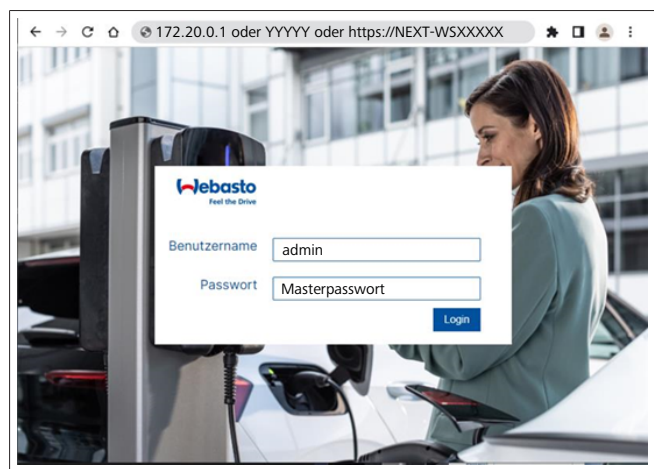 172.20.0.1 oder YYYYY oder https://NEXT-WSXXXXX
Webasto
Feel the Drive
Benutzername
admin
Passwort
Masterpasswort
Login